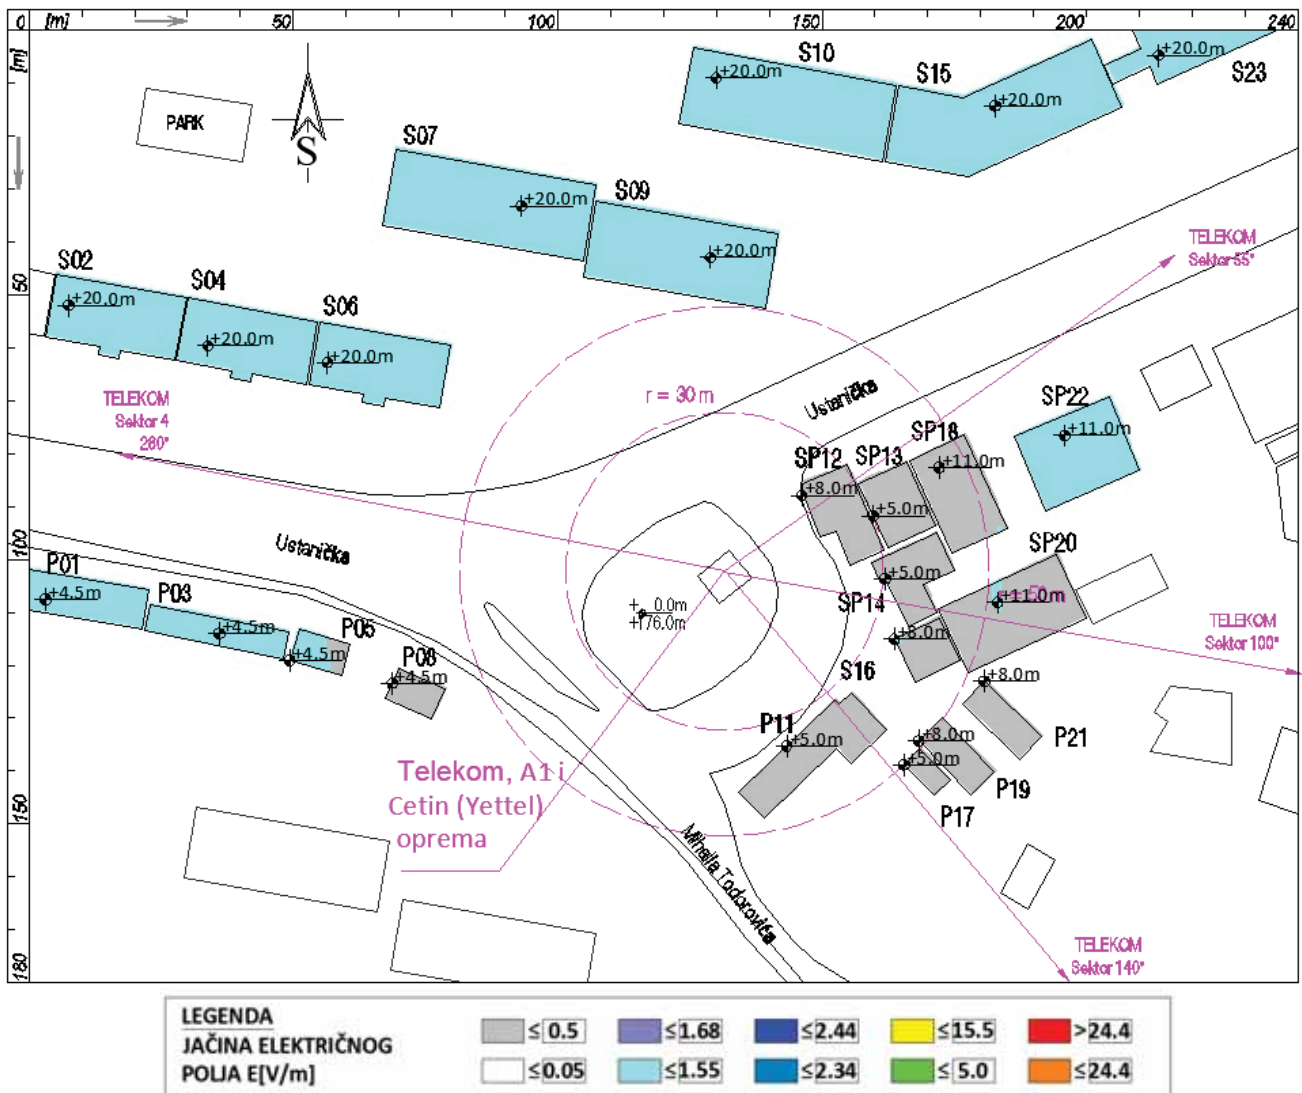 0 [m] 50 100 150 200 240
[m]
50
100
150
180
PARK
S
S10
+20.0m
S15
+20.0m
+20.0m
S23
S07
+20.0m
S09
+20.0m
S02
+20.0m
S04
+20.0m
S06
+20.0m
TELEKOM
Sektor 55°
TELEKOM
Sektor 4
280°
r = 30 m
Ustanička
SP22
+11.0m
SP18
+11.0m
SP12
+8.0m
SP13
+5.0m
SP14
+5.0m
SP20
+11.0m
+8.0m
Ustanička
P01
+4.5m
P03
+4.5m
P05
+4.5m
P08
+4.5m
0.0m
+176.0m
TELEKOM
Sektor 100°
S16
P11
+5.0m
+8.0m
P21
+8.0m
P19
+5.0m
P17
Telekom, A1 i
Cetin (Yettel)
oprema
Mihajla Todorovića
TELEKOM
Sektor 140°
LEGENDA
JAČINA ELEKTRIČNOG
POLJA E[V/m]
≤ 0.5 ≤1.68 ≤2.44 ≤15.5 >24.4
≤0.05 ≤1.55 ≤2.34 ≤ 5.0 ≤24.4